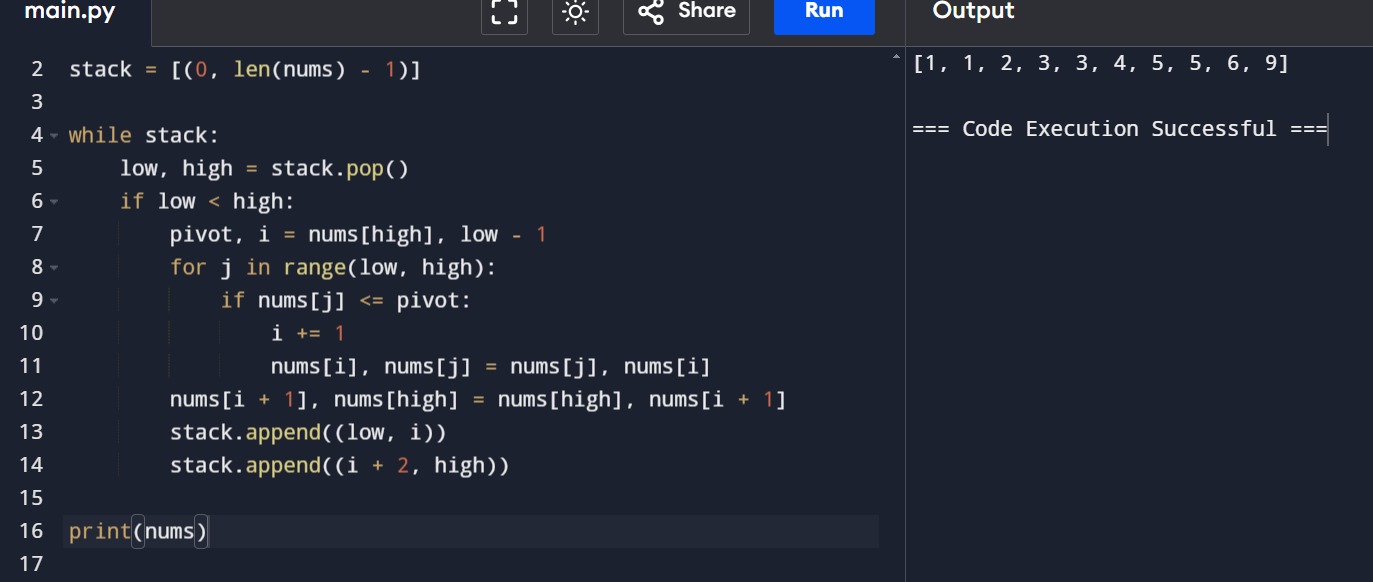 main.py Share Run Output
2 stack = [(0, len(nums) - 1)]
3
4 while stack:
5     low, high = stack.pop()
6     if low < high:
7         pivot, i = nums[high], low - 1
8         for j in range(low, high):
9             if nums[j] <= pivot:
10                 i += 1
11                 nums[i], nums[j] = nums[j], nums[i]
12         nums[i + 1], nums[high] = nums[high], nums[i + 1]
13         stack.append((low, i))
14         stack.append((i + 2, high))
15
16 print(nums)
17
[1, 1, 2, 3, 3, 4, 5, 5, 6, 9]
=== Code Execution Successful ===